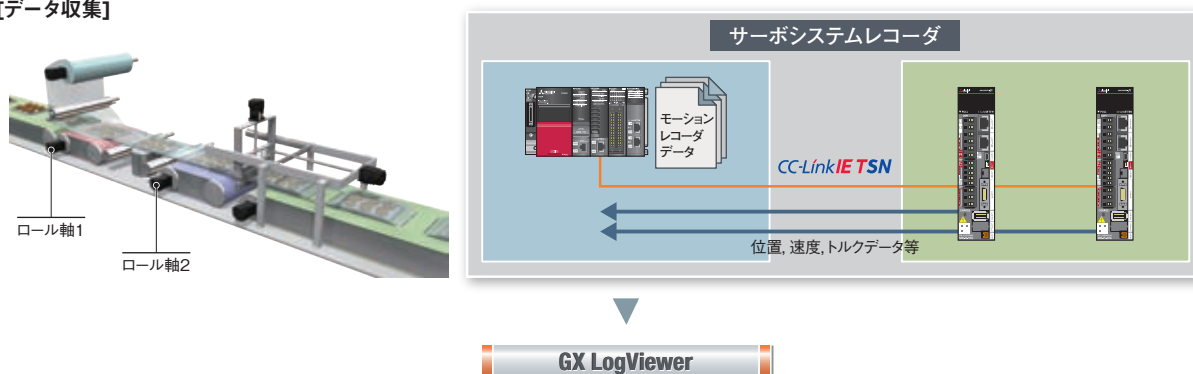 [データ収集]
ロール軸1
ロール軸2
サーボシステムレコーダ
モーション
レコーダ
データ
CC-Link IE TSN
位置, 速度, トルクデータ等
GX LogViewer